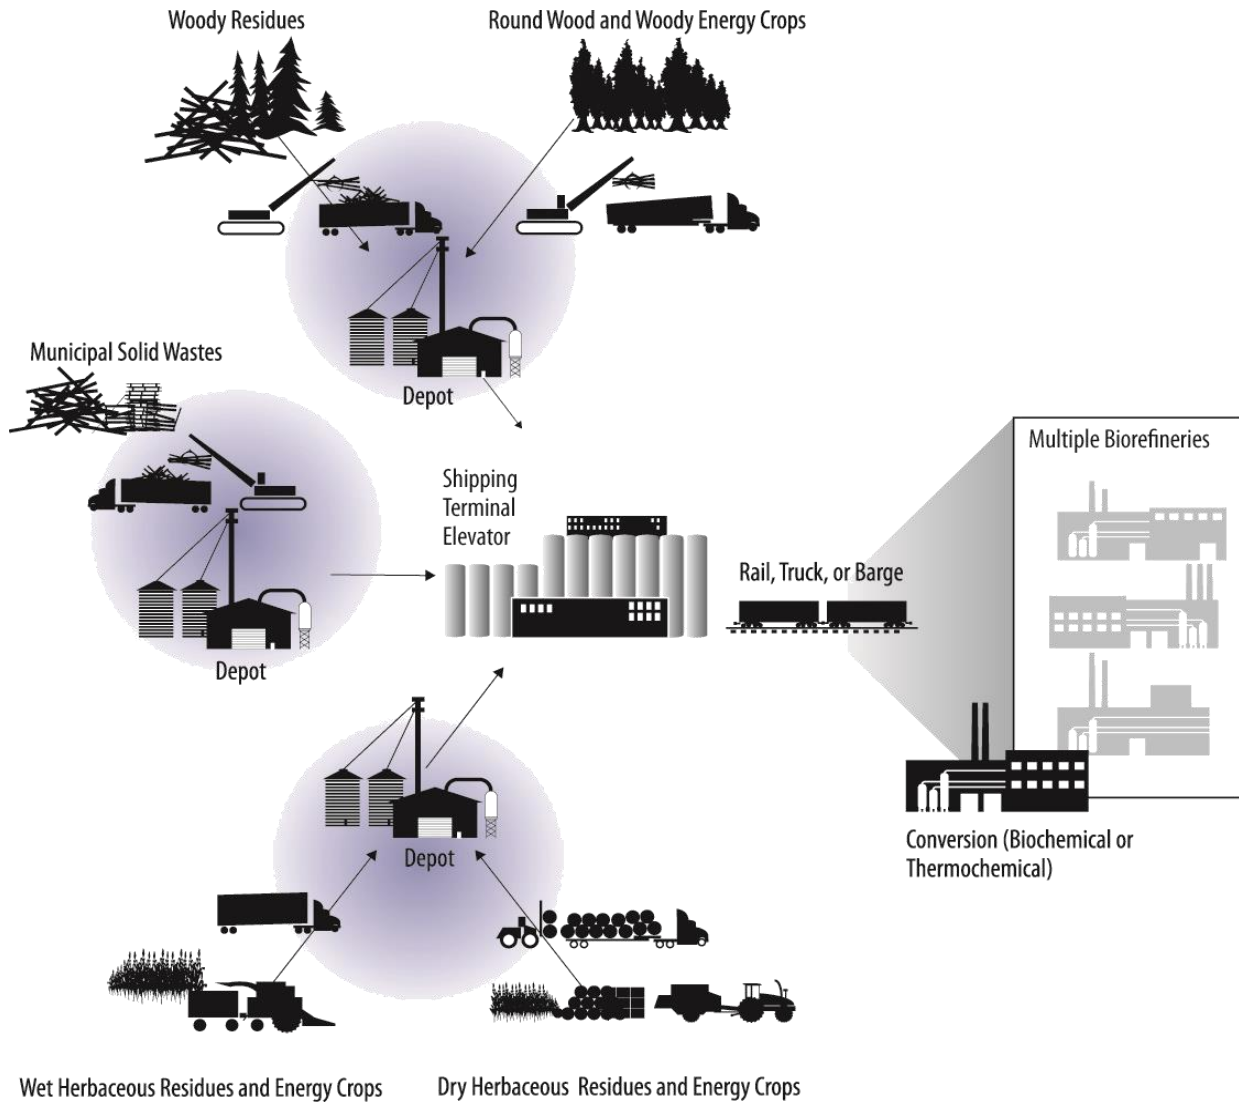 Woody Residues
Round Wood and Woody Energy Crops
Municipal Solid Wastes
Depot
Multiple Biorefineries
Shipping
Terminal
Elevator
Rail, Truck, or Barge
Depot
Conversion (Biochemical or
Thermochemical)
Depot
Wet Herbaceous Residues and Energy Crops
Dry Herbaceous Residues and Energy Crops